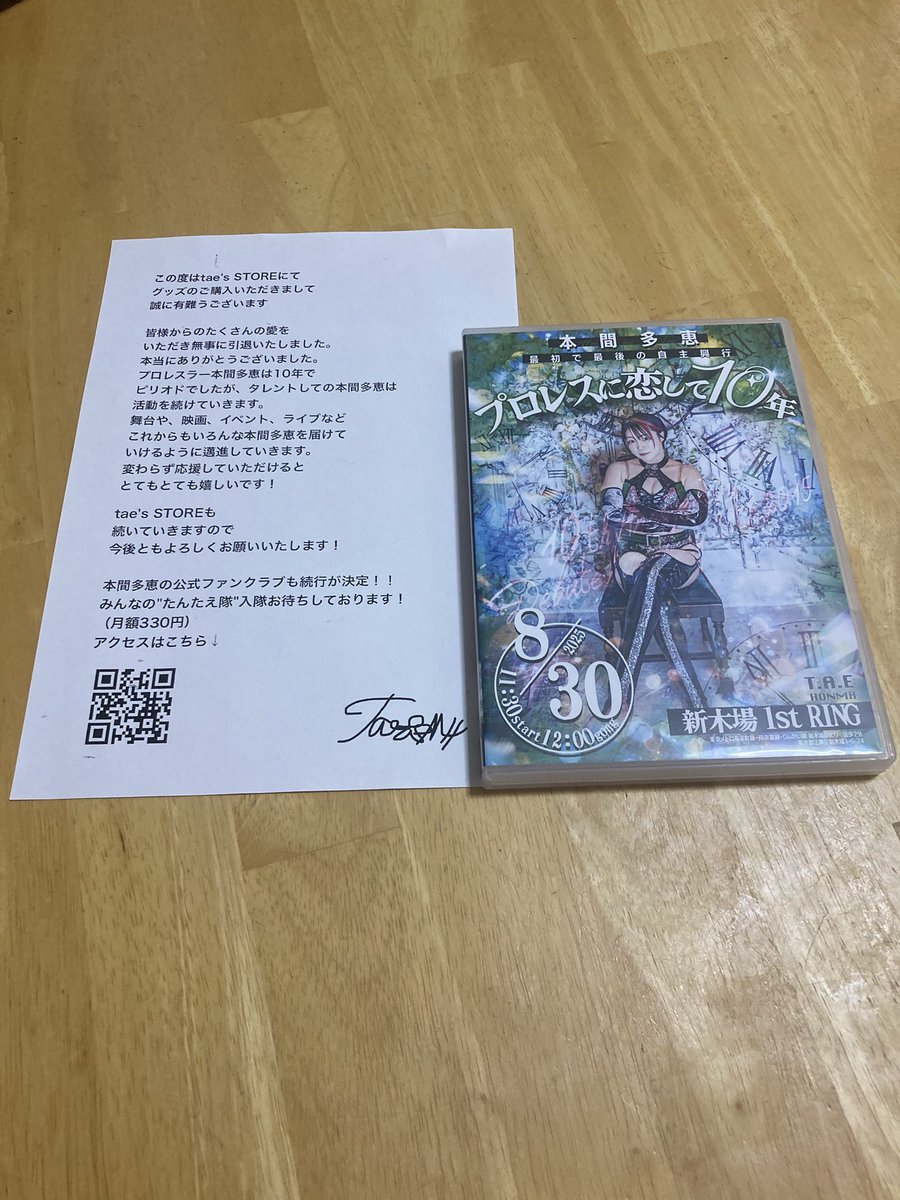 この度はtae's STOREにて
グッズのご購入いただきまして
誠に有難うございます
皆様からのたくさんの愛を
いただき無事に引退いたしました。
本当にありがとうございました。
プロレスラー本間多恵は10年で
ピリオドでしたが、タレントしての本間多恵は
活動を続けていきます。
舞台や、映画、イベント、ライブなど
これからもいろんな本間多恵を届けて
いけるように邁進していきます。
変わらず応援していただけると
とてもとても嬉しいです！
tae's STOREも
続いていきますので
今後ともよろしくお願いいたします！
本間多恵の公式ファンクラブも続行が決定！！
みんなの"たんたえ隊"入隊お待ちしております！
（月額330円）
アクセスはこちら↓
本間多恵
最初で最後の自主興行
プロレスに恋して10年
2025
8/30
11:30start 12:00gong
T.A.E
HONMA
新木場 1st RING